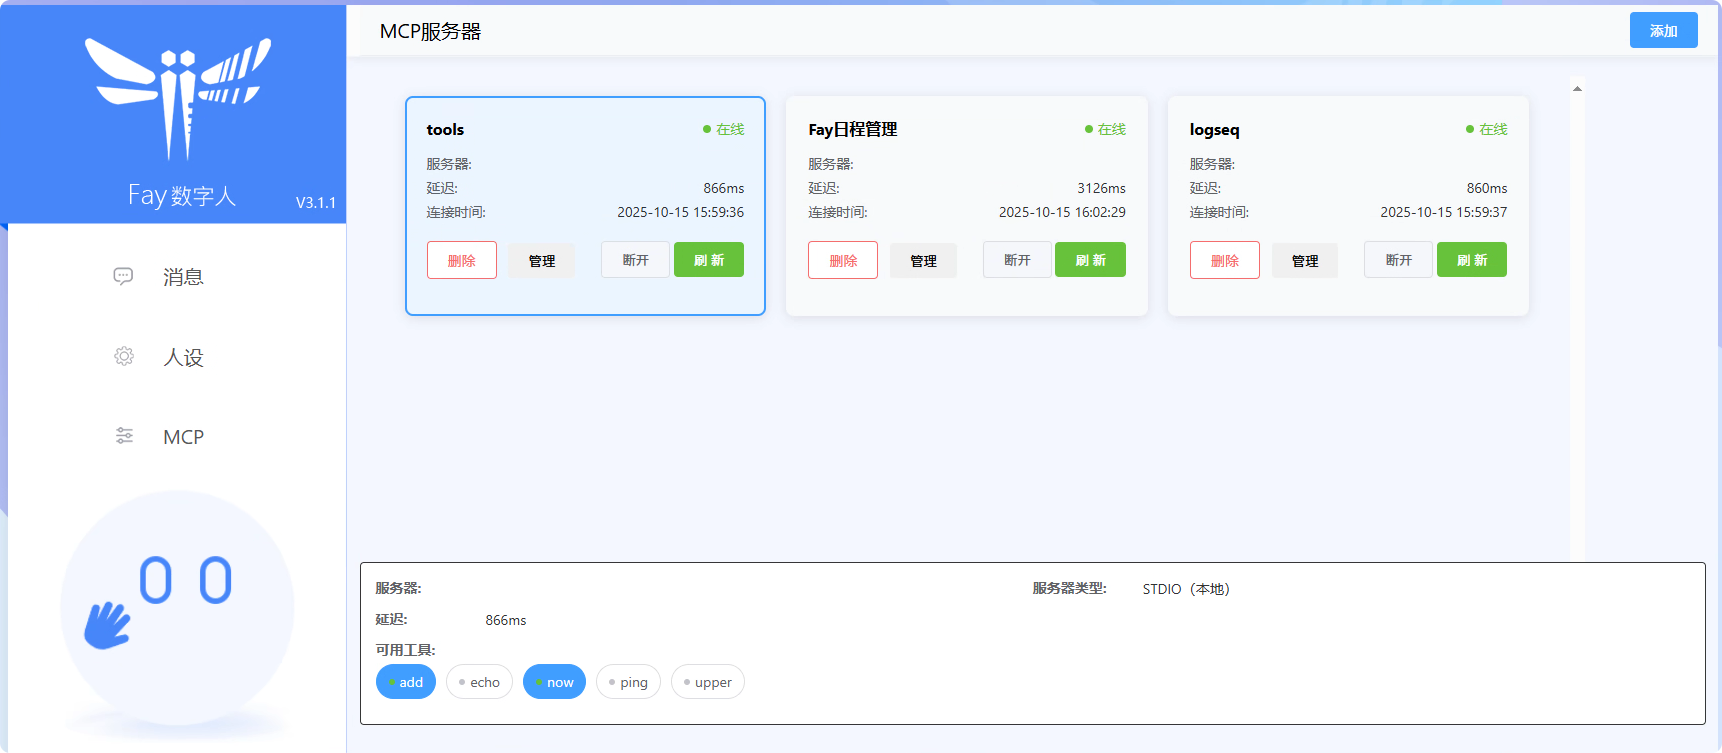 Fay 数字人
V3.1.1
消息
人设
MCP
MCP服务器
添加
tools
在线
服务器:
延迟:
866ms
连接时间:
2025-10-15 15:59:36
删除
管理
断开
刷 新
Fay日程管理
在线
服务器:
延迟:
3126ms
连接时间:
2025-10-15 16:02:29
删除
管理
断开
刷 新
logseq
在线
服务器:
延迟:
860ms
连接时间:
2025-10-15 15:59:37
删除
管理
断开
刷 新
服务器:
服务器类型:
STDIO（本地）
延迟:
866ms
可用工具:
add
echo
now
ping
upper